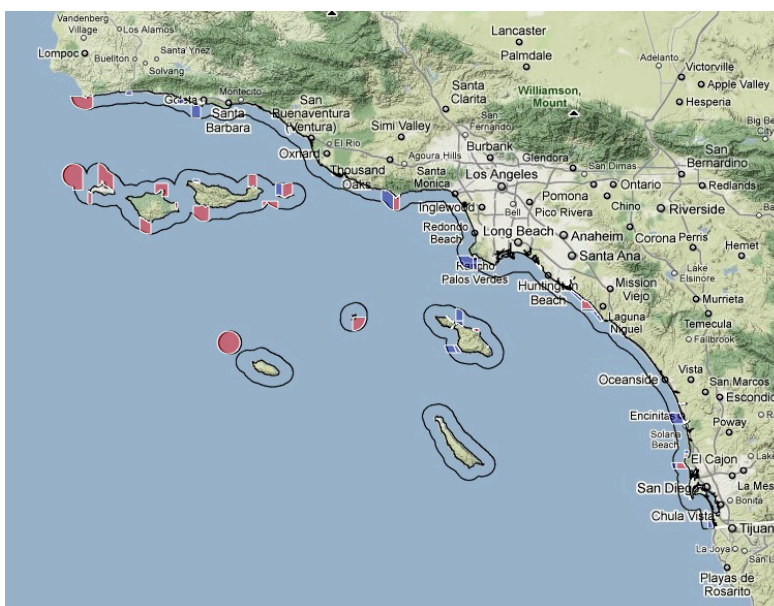 Vandenberg
Village
Los Alamos
Lompoc
Santa Ynez
Buellton
Solvang
Lancaster
Palmdale
Adelanto
Victorville
Apple Valley
Hesperia
Montecito
Santa
Barbara
San
Buenaventura
(Ventura)
El Rio
Oxnard
Simi Valley
Santa
Clarita
San
Fernando
Williamson,
Mount
Burbank
Glendora
San Dimas
San
Bernardino
Thousand
Oaks
Agoura Hills
Santa
Monica
Los Angeles
Pomona
Ontario
Redlands
Inglewood
Bell
Pico Rivera
Chino
Riverside
Redondo
Beach
Long Beach
Anaheim
Corona
Perris
Hemet
Santa Ana
Rancho
Palos Verdes
Huntington
Beach
Mission
Viejo
Lake
Elsinore
Murrieta
Laguna
Niguel
Temecula
Fallbrook
Oceanside
Vista
San Marcos
Encinitas
Poway
Solana
Beach
El Cajon
San Diego
La Mes
Bonita
Chula Vista
Tijuan
La Joya
Playas de
Rosarito